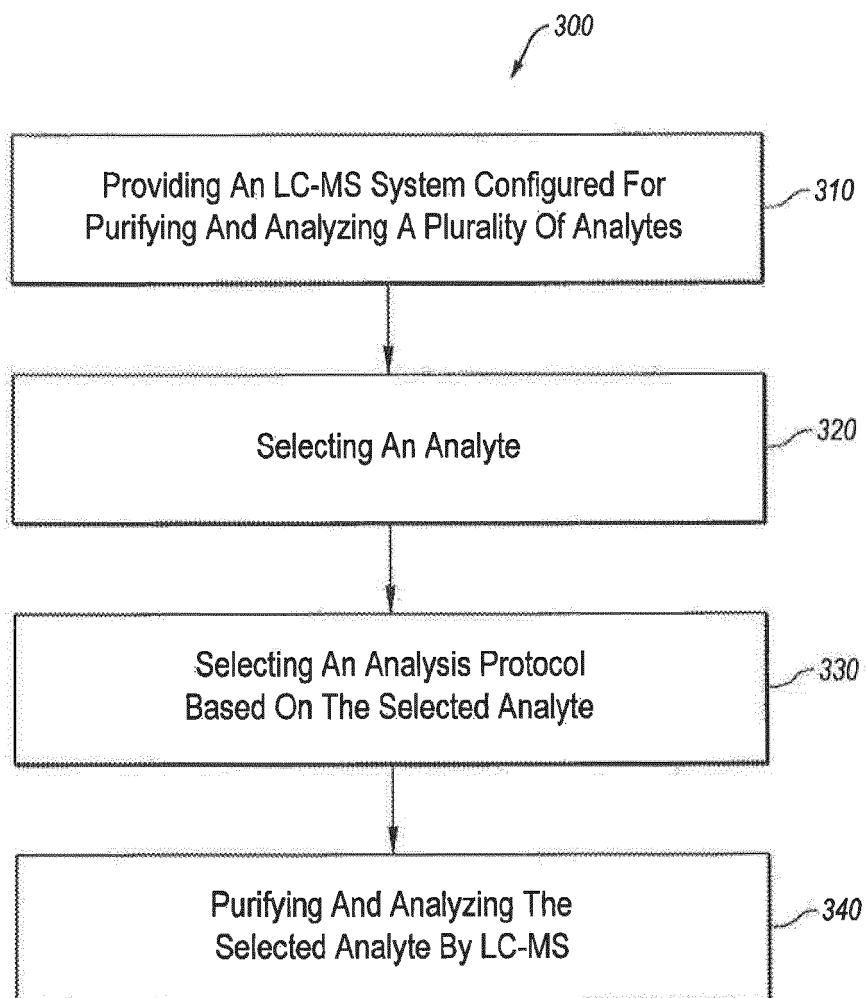 300
Providing An LC-MS System Configured For
Purifying And Analyzing A Plurality Of Analytes
310
Selecting An Analyte
320
Selecting An Analysis Protocol
Based On The Selected Analyte
330
Purifying And Analyzing The
Selected Analyte By LC-MS
340